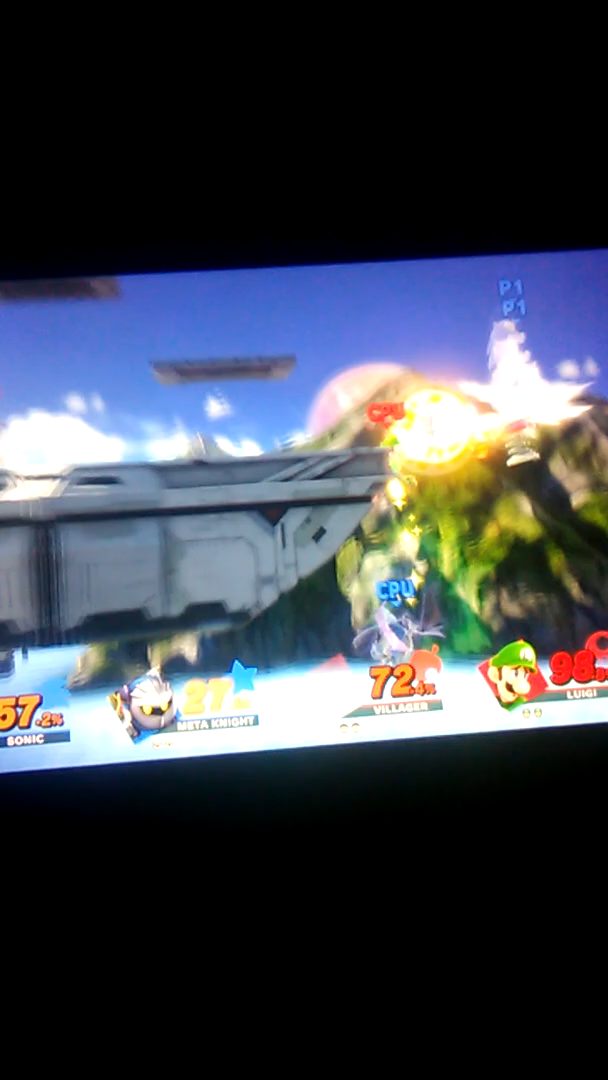 P1
P1
CPU
CPU
57.2%
SONIC
27
META KNIGHT
72.4%
VILLAGER
98
LUIGI